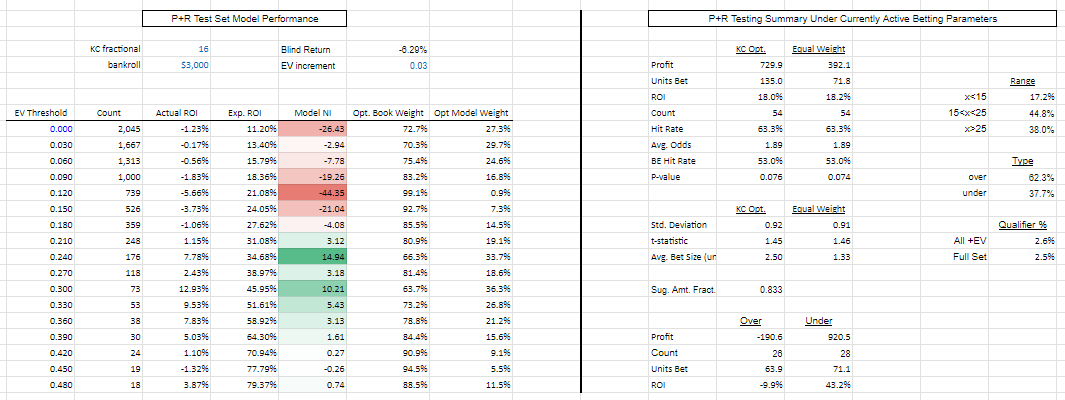 P+R Test Set Model Performance
KC fractional 16 Blind Return -6.29%
bankroll $3,000 EV increment 0.03
EV Threshold Count Actual ROI Exp. ROI Model NI Opt. Book Weight Opt Model Weight
0.000 2,045 -1.23% 11.20% -26.43 72.7% 27.3%
0.030 1,667 -0.17% 13.40% -2.94 70.3% 29.7%
0.060 1,313 -0.56% 15.79% -7.78 75.4% 24.6%
0.090 1,000 -1.83% 18.36% -19.26 83.2% 16.8%
0.120 739 -5.66% 21.08% -44.35 99.1% 0.9%
0.150 526 -3.73% 24.05% -21.04 92.7% 7.3%
0.180 359 -1.06% 27.62% -4.08 85.5% 14.5%
0.210 248 1.15% 31.08% 3.12 80.9% 19.1%
0.240 176 7.78% 34.68% 14.94 66.3% 33.7%
0.270 118 2.43% 38.97% 3.18 81.4% 18.6%
0.300 73 12.93% 45.95% 10.21 63.7% 36.3%
0.330 53 9.53% 51.61% 5.43 73.2% 26.8%
0.360 38 7.83% 58.92% 3.13 78.8% 21.2%
0.390 30 5.03% 64.30% 1.61 84.4% 15.6%
0.420 24 1.10% 70.94% 0.27 90.9% 9.1%
0.450 19 -1.32% 77.79% -0.26 94.5% 5.5%
0.480 18 3.87% 79.37% 0.74 88.5% 11.5%
P+R Testing Summary Under Currently Active Betting Parameters
KC Opt. Equal Weight
Profit 729.9 392.1
Units Bet 135.0 71.8 Range
ROI 18.0% 18.2% x<15 17.2%
Count 54 54 15<x<25 44.8%
Hit Rate 63.3% 63.3% x>25 38.0%
Avg. Odds 1.89 1.89
BE Hit Rate 53.0% 53.0% Type
P-value 0.076 0.074 over 62.3%
under 37.7%
KC Opt. Equal Weight
Std. Deviation 0.92 0.91 Qualifier %
t-statistic 1.45 1.46 All +EV 2.6%
Avg. Bet Size (un 2.50 1.33 Full Set 2.5%
Sug. Amt. Fract. 0.833
Over Under
Profit -190.6 920.5
Count 26 28
Units Bet 63.9 71.1
ROI -9.9% 43.2%